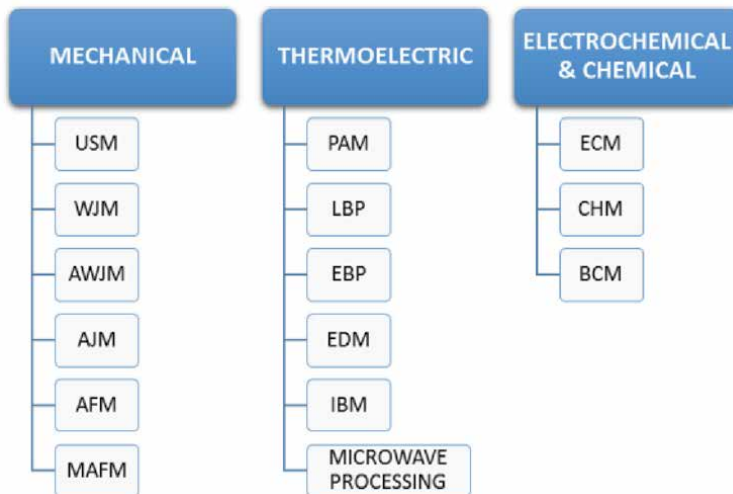 MECHANICAL
USM
WJM
AWJM
AJM
AFM
MAFM
THERMOELECTRIC
PAM
LBP
EBP
EDM
IBM
MICROWAVE
PROCESSING
ELECTROCHEMICAL
& CHEMICAL
ECM
CHM
BCM